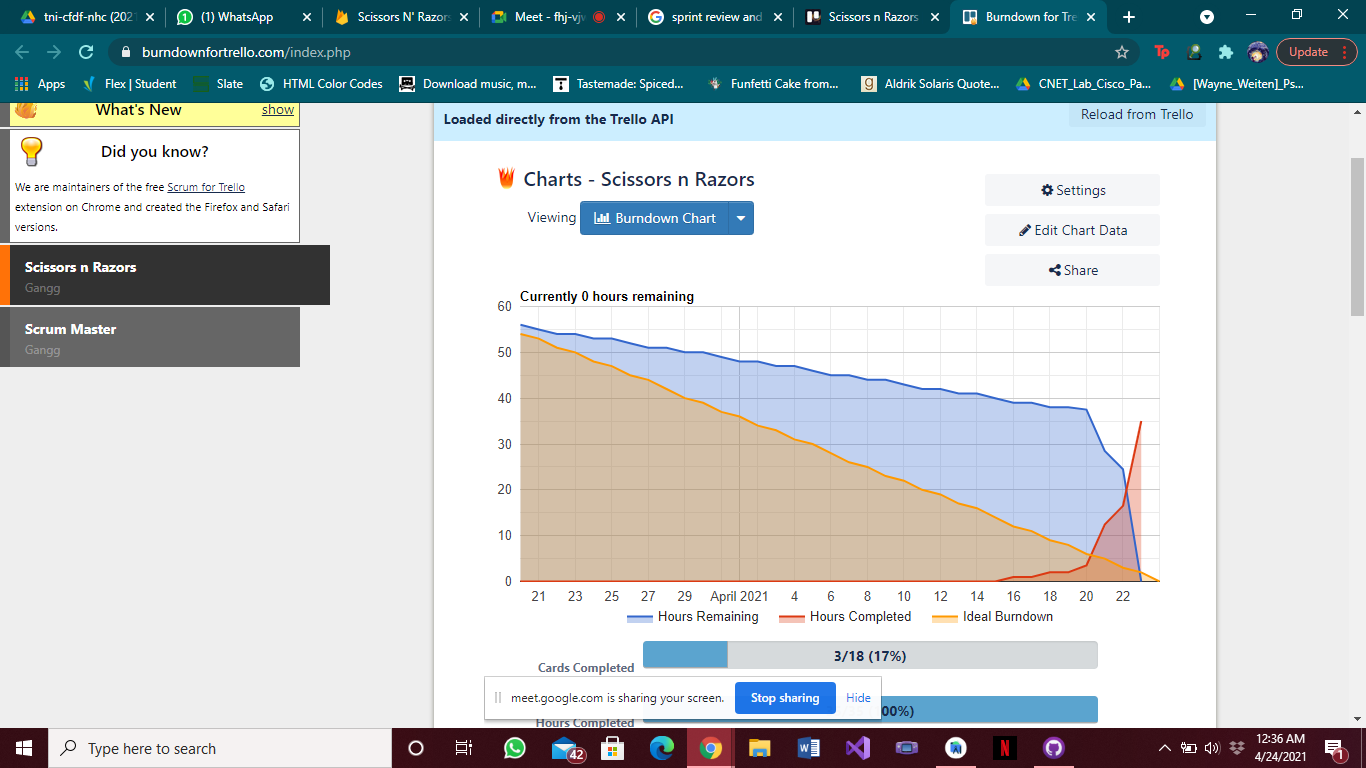 tni-cfdf-nhc (202
(1) WhatsApp
Scissors N' Razor
Meet - fhj-vjv
sprint review and
Scissors n Razors
Burndown for Tre
burndownfortrello.com/index.php
Update
Apps
Flex | Student
Slate
HTML Color Codes
Download music, m...
Tastemade: Spiced...
Funfetti Cake from...
Aldrik Solaris Quote...
CNET_Lab_Cisco_Pa...
[Wayne_Weiten]_Ps...
What's New
show
Did you know?
We are maintainers of the free Scrum for Trello
extension on Chrome and created the Firefox and Safari
versions.
Scissors n Razors
Gangg
Scrum Master
Gangg
Loaded directly from the Trello API
Reload from Trello
Charts - Scissors n Razors
Viewing
Burndown Chart
Settings
Edit Chart Data
Share
Currently 0 hours remaining
60
50
40
30
20
10
0
21 23 25 27 29 April 2021 4 6 8 10 12 14 16 18 20 22
Hours Remaining
Hours Completed
Ideal Burndown
Cards Completed
3/18 (17%)
Hours Completed
00%)
meet.google.com is sharing your screen.
Stop sharing
Hide
Type here to search
42
12:36 AM
4/24/2021
1